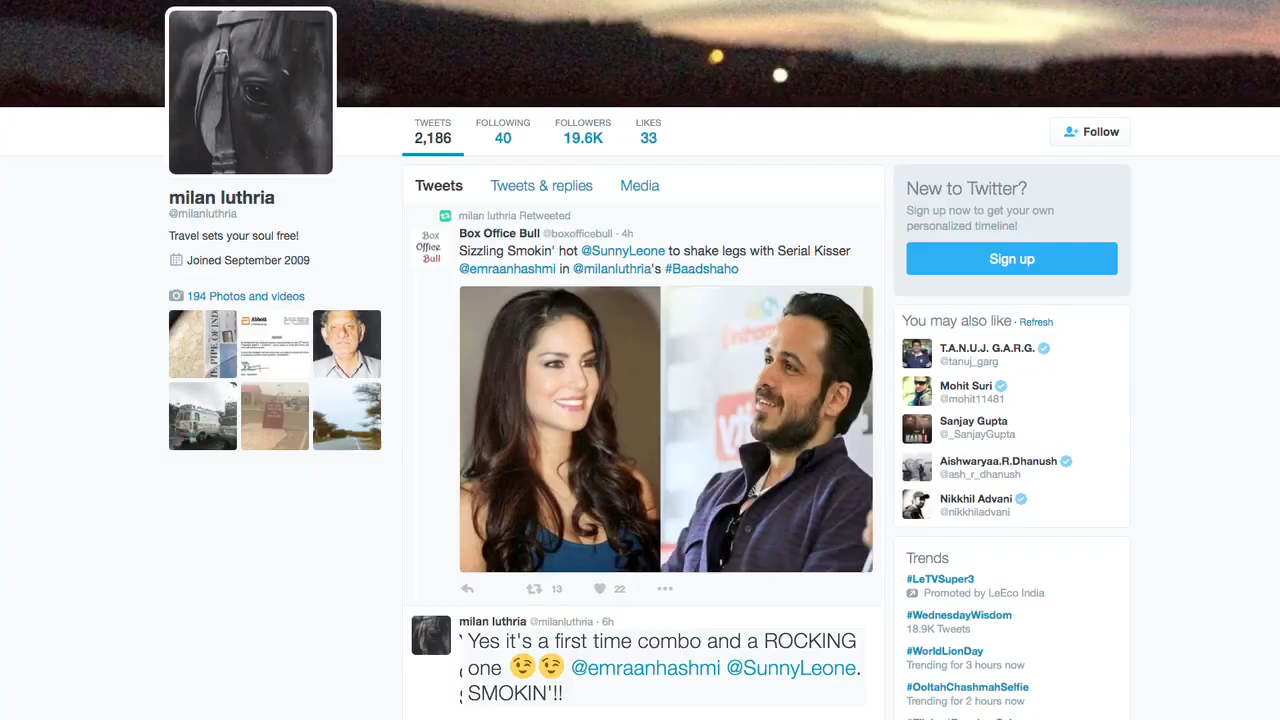 TWEETS
2,186
FOLLOWING
40
FOLLOWERS
19.6K
LIKES
33
Follow
milan luthria
@milanluthria
Travel sets your soul free!
Joined September 2009
194 Photos and videos
Abbott
Tweets
Tweets & replies
Media
milan luthria Retweeted
Box
Office
Bull
Box Office Bull @boxofficebull · 4h
Sizzling Smokin' hot @SunnyLeone to shake legs with Serial Kisser
@emraanhashmi in @milanluthria's #Baadshaho
13
22
milan luthria @milanluthria · 6h
Yes it's a first time combo and a ROCKING
one 😉😉 @emraanhashmi @SunnyLeone.
SMOKIN'!!
New to Twitter?
Sign up now to get your own
personalized timeline!
Sign up
You may also like · Refresh
T.A.N.U.J. G.A.R.G.
@tanuj_garg
Mohit Suri
@mohit11481
Sanjay Gupta
@_SanjayGupta
Aishwaryaa.R.Dhanush
@ash_r_dhanush
Nikkhil Advani
@nikkhiladvani
Trends
#LeTVSuper3
Promoted by LeEco India
#WednesdayWisdom
18.9K Tweets
#WorldLionDay
Trending for 3 hours now
#OoltahChashmahSelfie
Trending for 2 hours now